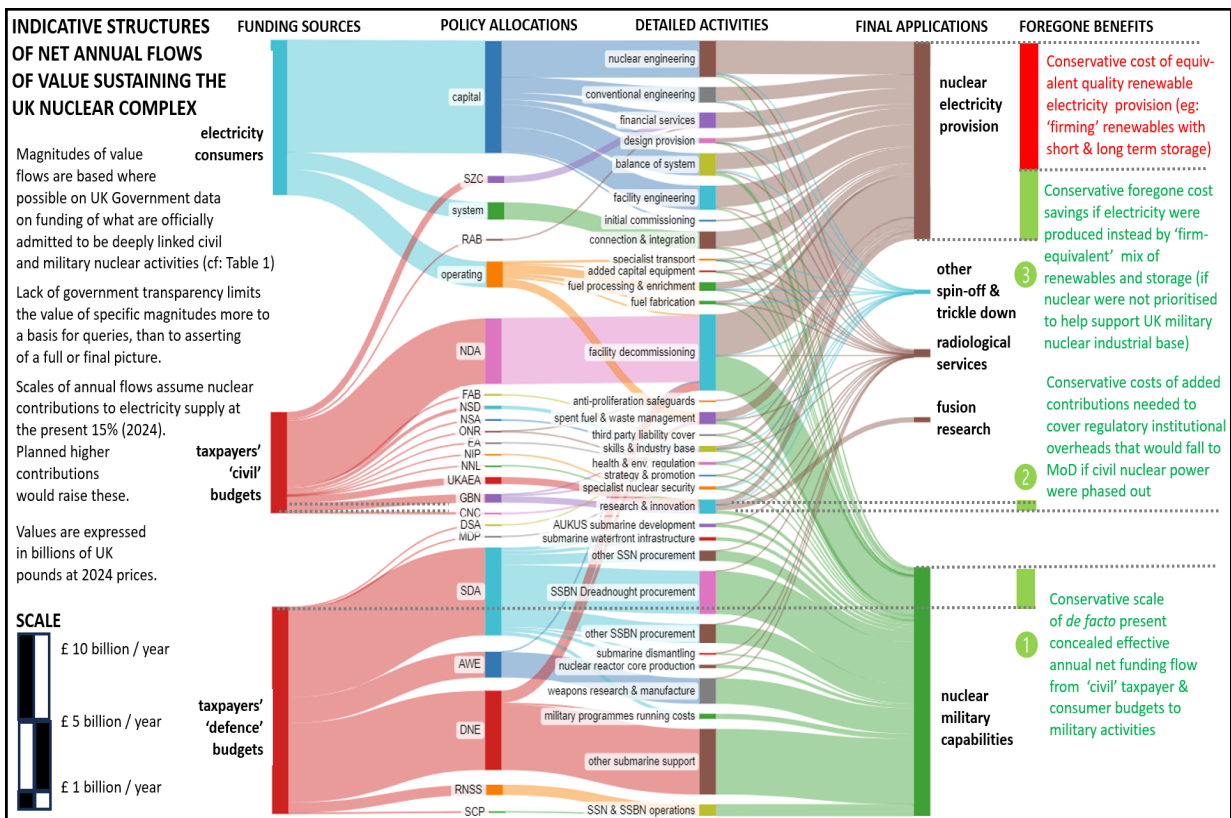 INDICATIVE STRUCTURES
OF NET ANNUAL FLOWS
OF VALUE SUSTAINING THE
UK NUCLEAR COMPLEX
Magnitudes of value
flows are based where
possible on UK Government data
on funding of what are officially
admitted to be deeply linked civil
and military nuclear activities (cf: Table 1)
Lack of government transparency limits
the value of specific magnitudes more to
a basis for queries, than to asserting
of a full or final picture.
Scales of annual flows assume nuclear
contributions to electricity supply at
the present 15% (2024).
Planned higher
contributions
would raise these.
Values are expressed
in billions of UK
pounds at 2024 prices.
SCALE
£ 10 billion / year
£ 5 billion / year
£ 1 billion / year
FUNDING SOURCES
electricity
consumers
taxpayers'
'civil'
budgets
taxpayers'
'defence'
budgets
POLICY ALLOCATIONS
capital
SZC
system
RAB
operating
NDA
FAB
NSD
NSA
ONR
EA
NIP
NNL
UKAEA
GBN
CNC
DSA
MDP
SDA
AWE
DNE
RNSS
SCP
DETAILED ACTIVITIES
nuclear engineering
conventional engineering
financial services
design provision
balance of system
facility engineering
initial commissioning
connection & integration
specialist transport
added capital equipment
fuel processing & enrichment
fuel fabrication
facility decommissioning
anti-proliferation safeguards
spent fuel & waste management
third party liability cover
skills & industry base
health & env. regulation
strategy & promotion
specialist nuclear security
research & innovation
AUKUS submarine development
submarine waterfront infrastructure
other SSN procurement
SSBN Dreadnought procurement
other SSBN procurement
submarine dismantling
nuclear reactor core production
weapons research & manufacture
military programmes running costs
other submarine support
SSN & SSBN operations
FINAL APPLICATIONS
nuclear
electricity
provision
other
spin-off &
trickle down
radiological
services
fusion
research
nuclear
military
capabilities
FOREGONE BENEFITS
Conservative cost of equiv-
alent quality renewable
electricity provision (eg:
'firming' renewables with
short & long term storage)
3
Conservative foregone cost
savings if electricity were
produced instead by 'firm-
equivalent' mix of
renewables and storage (if
nuclear were not prioritised
to help support UK military
nuclear industrial base)
2
Conservative costs of added
contributions needed to
cover regulatory institutional
overheads that would fall to
MoD if civil nuclear power
were phased out
1
Conservative scale
of de facto present
concealed effective
annual net funding flow
from 'civil' taxpayer &
consumer budgets to
military activities